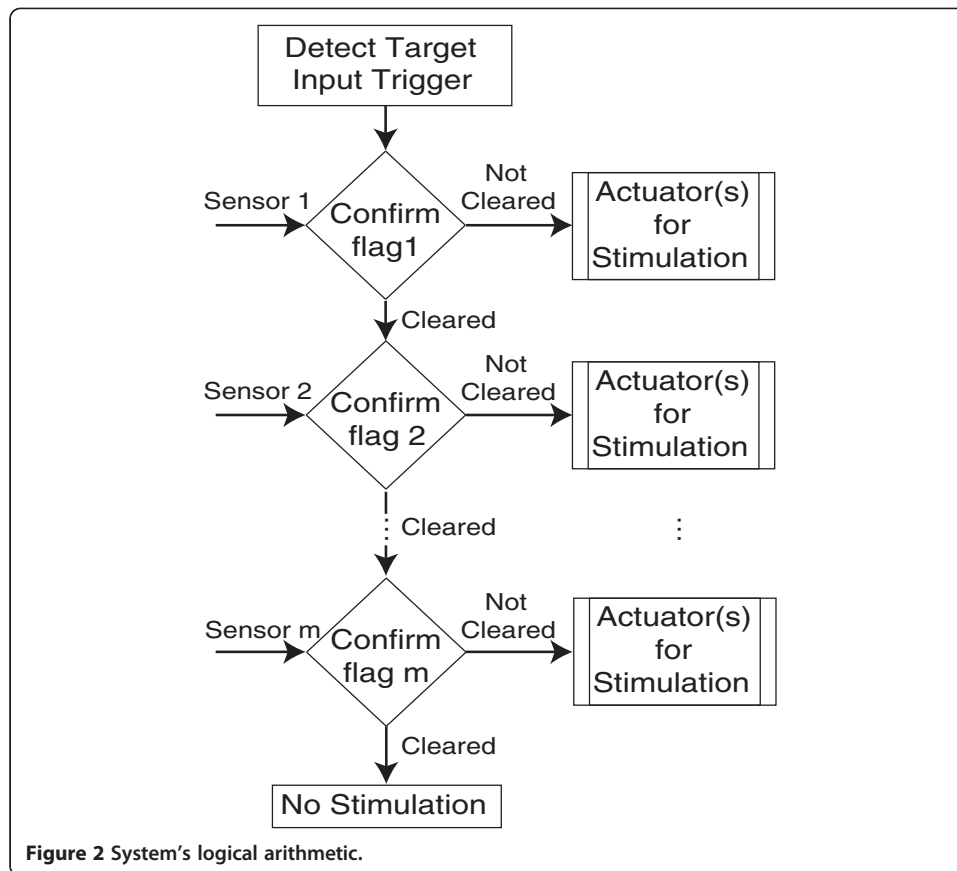 Detect Target
Input Trigger
Sensor 1
Confirm
flag1
Not
Cleared
Actuator(s)
for
Stimulation
Cleared
Sensor 2
Confirm
flag 2
Not
Cleared
Actuator(s)
for
Stimulation
Cleared
Sensor m
Confirm
flag m
Not
Cleared
Actuator(s)
for
Stimulation
Cleared
No Stimulation
Figure 2 System's logical arithmetic.